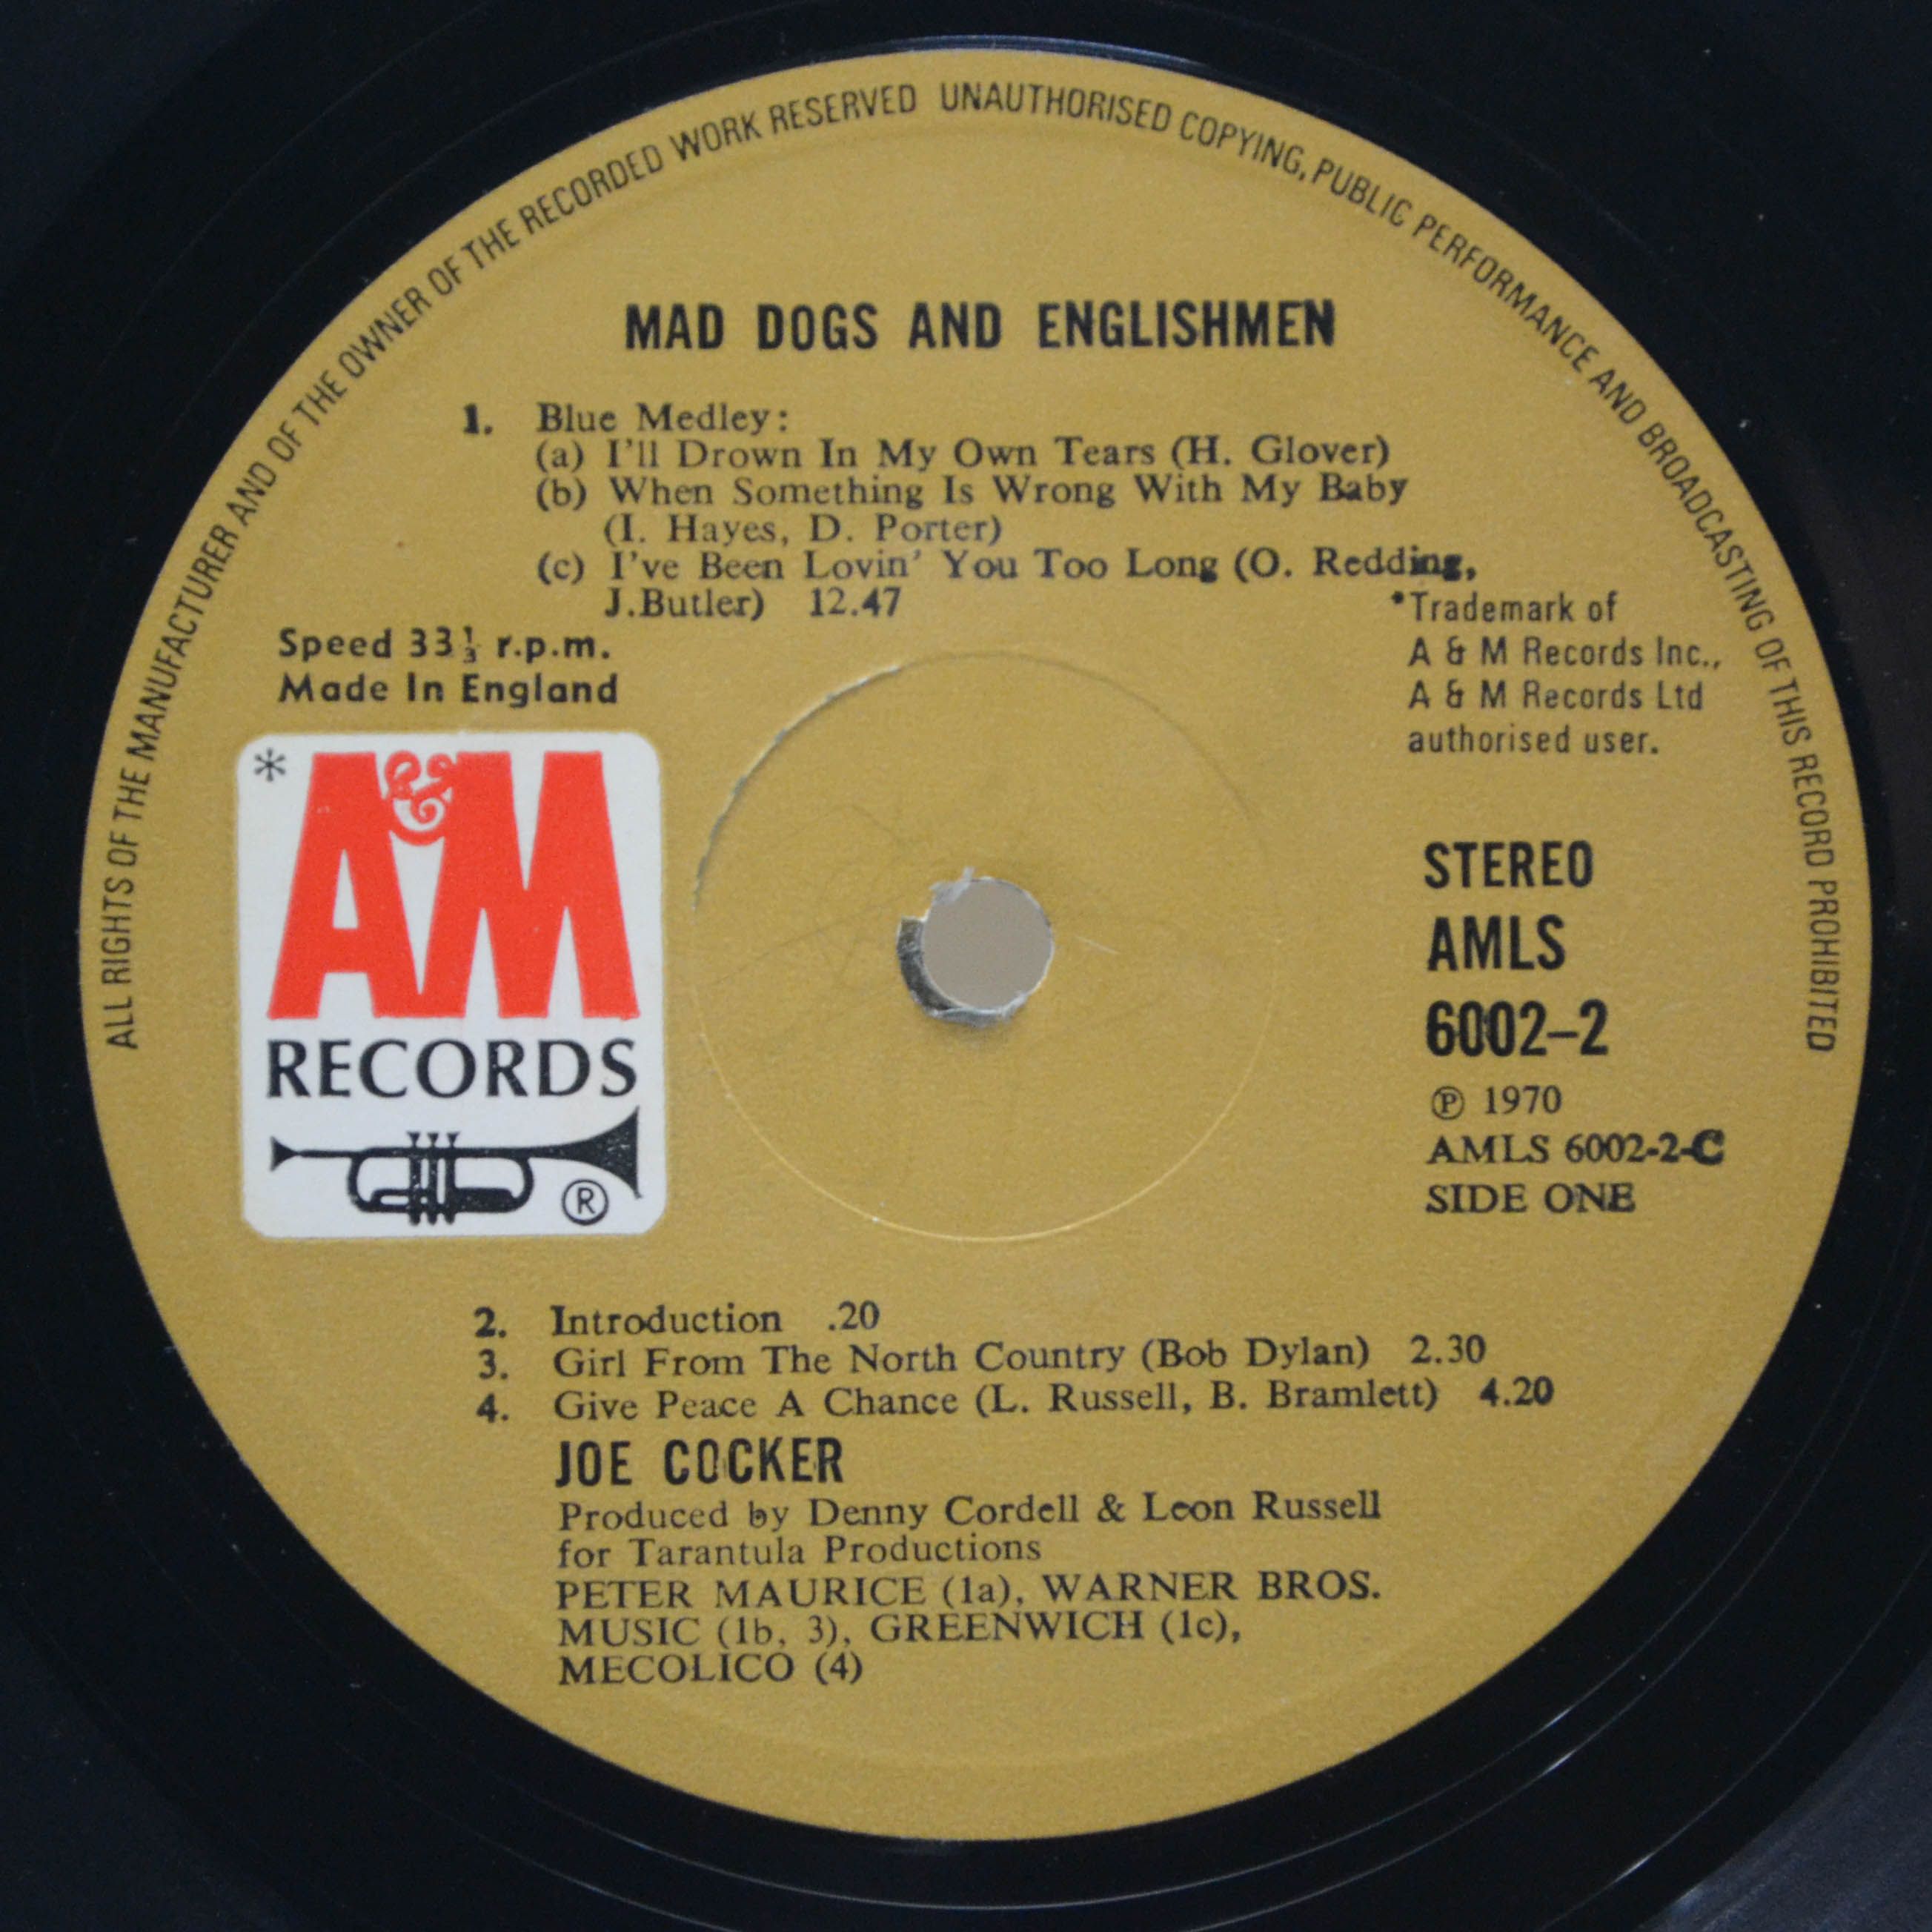 ALL RIGHTS OF THE MANUFACTURER AND OF THE OWNER OF THE RECORDED WORK RESERVED UNAUTHORISED COPYING, PUBLIC PERFORMANCE AND BROADCASTING OF THIS RECORD PROHIBITED
MAD DOGS AND ENGLISHMEN
1. Blue Medley:
(a) I'll Drown In My Own Tears (H. Glover)
(b) When Something Is Wrong With My Baby
(I. Hayes, D. Porter)
(c) I've Been Lovin' You Too Long (O. Redding,
J.Butler) 12.47
Speed 33⅓ r.p.m.
Made In England
*Trademark of
A & M Records Inc.,
A & M Records Ltd
authorised user.
* A&M
RECORDS
®
STEREO
AMLS
6002–2
℗ 1970
AMLS 6002-2-C
SIDE ONE
2. Introduction .20
3. Girl From The North Country (Bob Dylan) 2.30
4. Give Peace A Chance (L. Russell, B. Bramlett) 4.20
JOE COCKER
Produced by Denny Cordell & Leon Russell
for Tarantula Productions
PETER MAURICE (1a), WARNER BROS.
MUSIC (1b, 3), GREENWICH (1c),
MECOLICO (4)